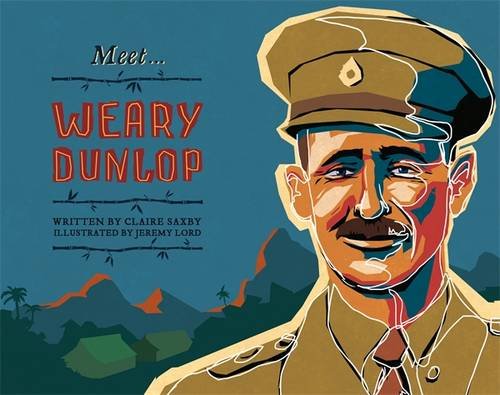 Meet...
WEARY
DUNLOP
WRITTEN BY CLAIRE SAXBY
ILLUSTRATED BY JEREMY LORD